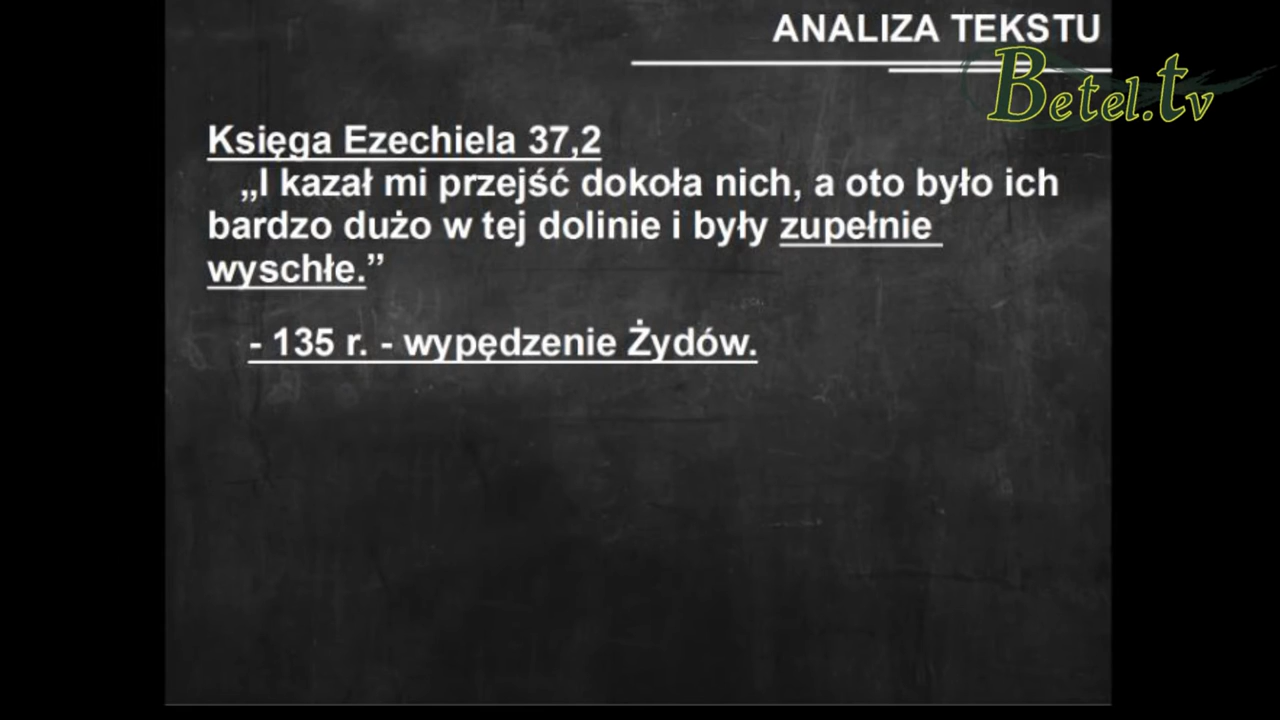 ANALIZA TEKSTU
Betel.tv
Księga Ezechiela 37,2
„I kazał mi przejść dokoła nich, a oto było ich
bardzo dużo w tej dolinie i były zupełnie
wyschłe.”
- 135 r. - wypędzenie Żydów.